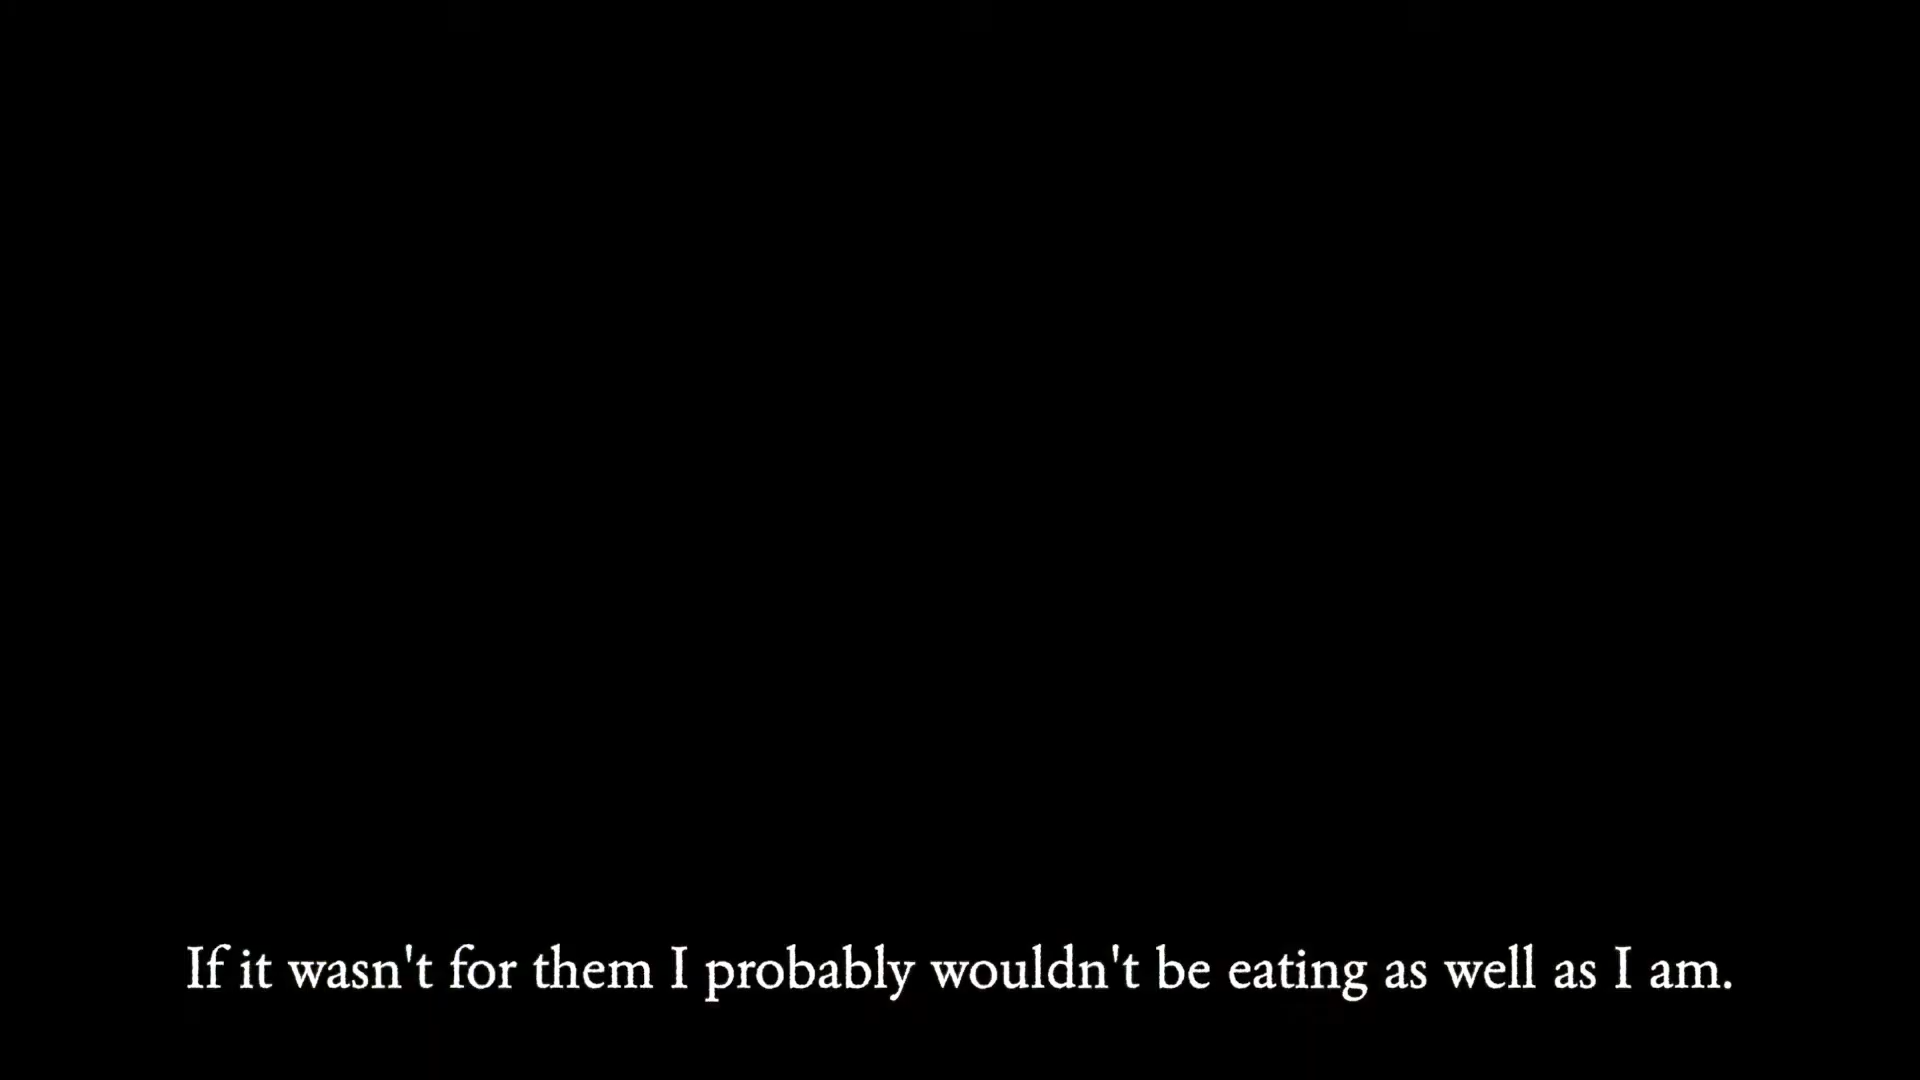 If it wasn't for them I probably wouldn't be eating as well as I am.